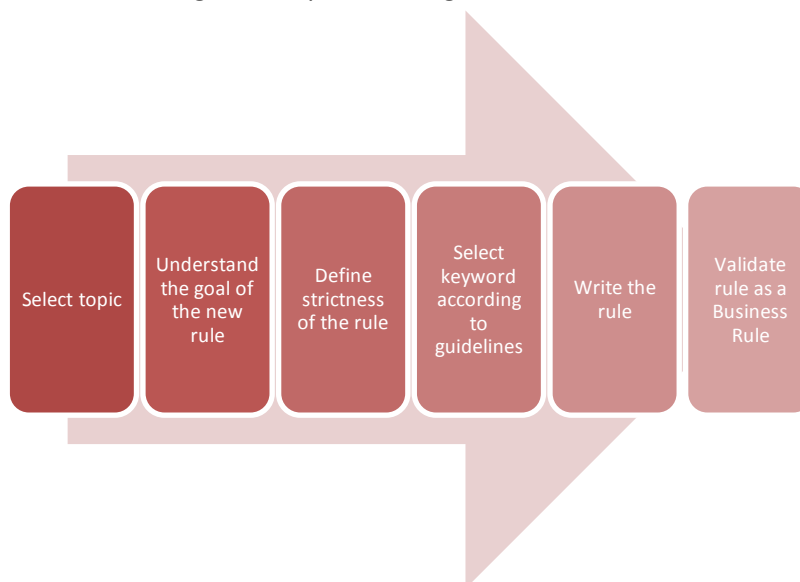 Select topic
Understand
the goal of
the new
rule
Define
strictness
of the rule
Select
keyword
according
to
guidelines
Write the
rule
Validate
rule as a
Business
Rule